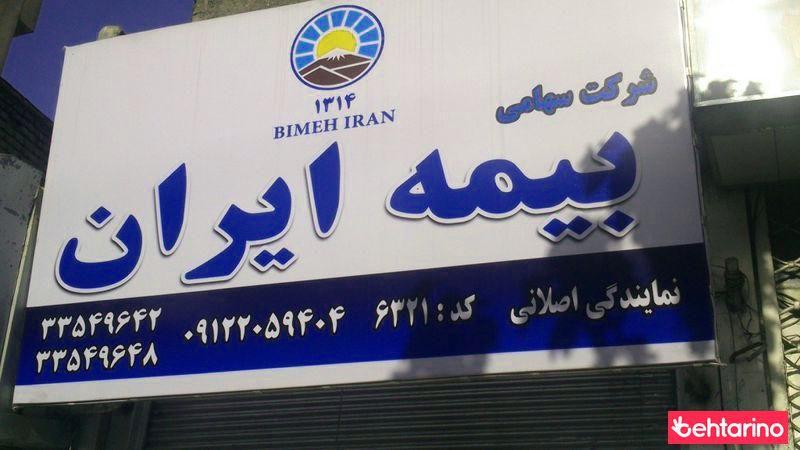 ۱۳۱۴
BIMEH IRAN
شرکت سهامی
بیمه ایران
نمایندگی اصلانی کد : ۶۳۲۱ ۰۹۱۲۲۰۵۹۴۰۴
۳۳۵۴۹۶۴۲
۳۳۵۴۹۶۴۸
behtarino